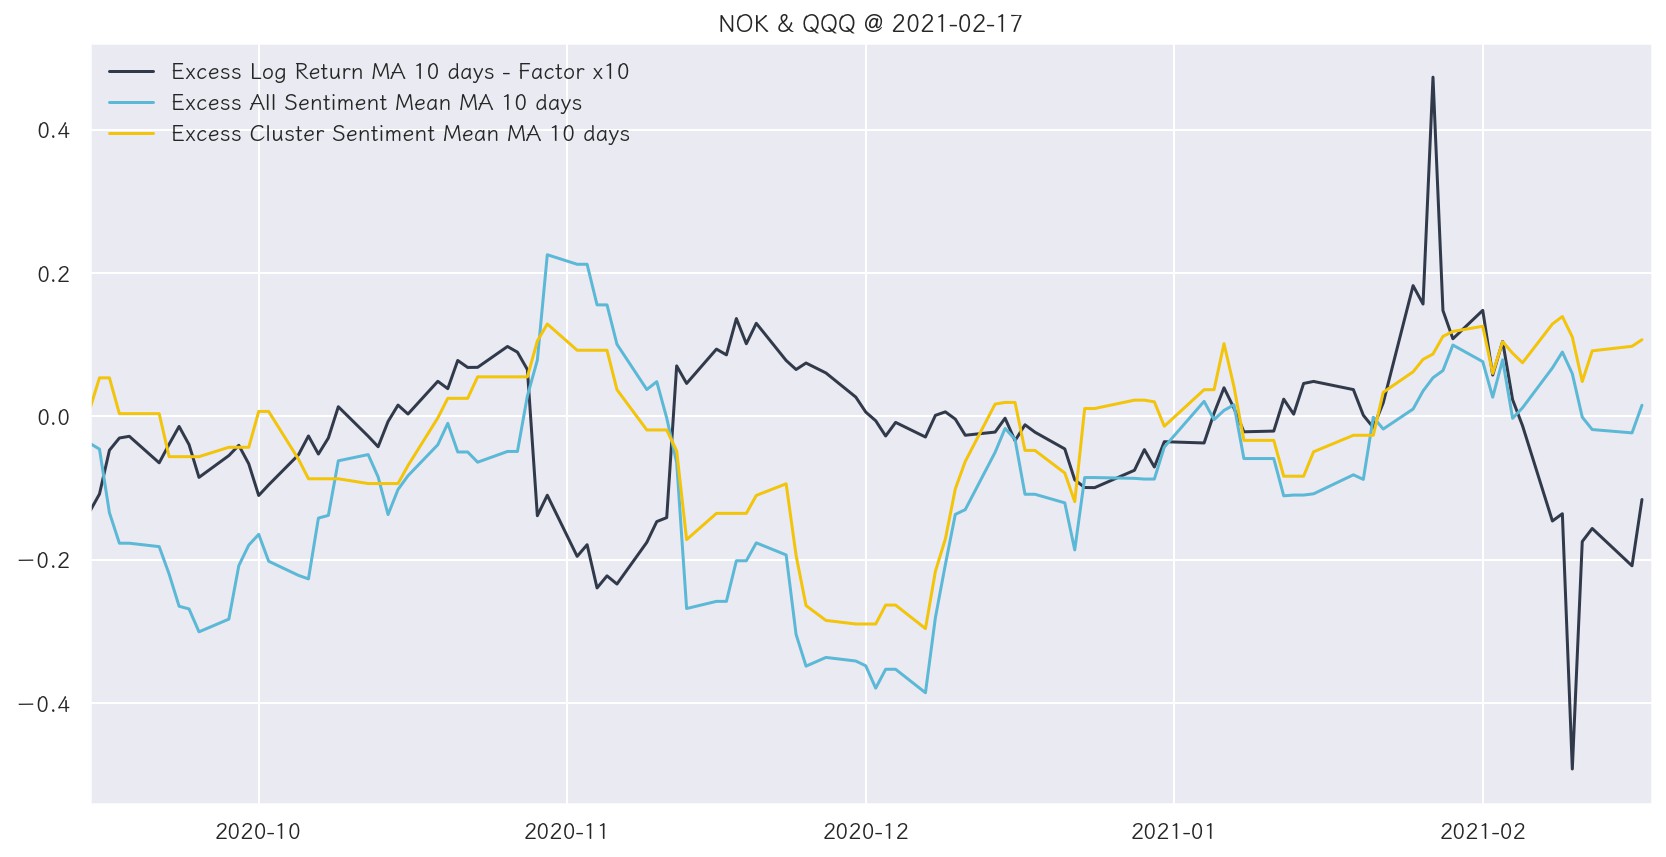 NOK & QQQ @ 2021-02-17
Excess Log Return MA 10 days - Factor x10
Excess All Sentiment Mean MA 10 days
Excess Cluster Sentiment Mean MA 10 days
0.4
0.2
0.0
−0.2
−0.4
2020-10 2020-11 2020-12 2021-01 2021-02